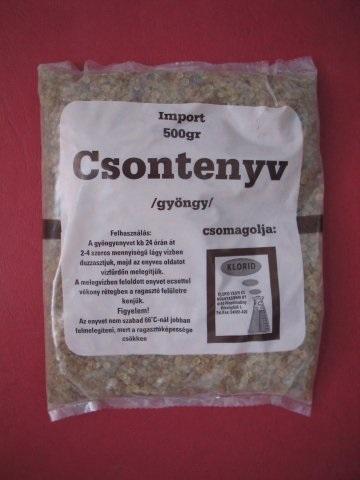 Import
500gr
Csontenyv
/gyöngy/
Felhasználás:
A gyöngyenyvet kb 24 órán át
2-4 szeres mennyiségű lágy vízben
duzzasztjuk, majd az enyves oldatot
vízfürdőn melegítjük.
A melegvízben feloldott enyvet ecsettel
vékony rétegben a ragasztó felületre
kenjük.
Figyelem!
Az enyvet nem szabad 66°C-nál jobban
felmelegíteni, mert a ragasztóképessége
csökken
csomagolja:
KLORID